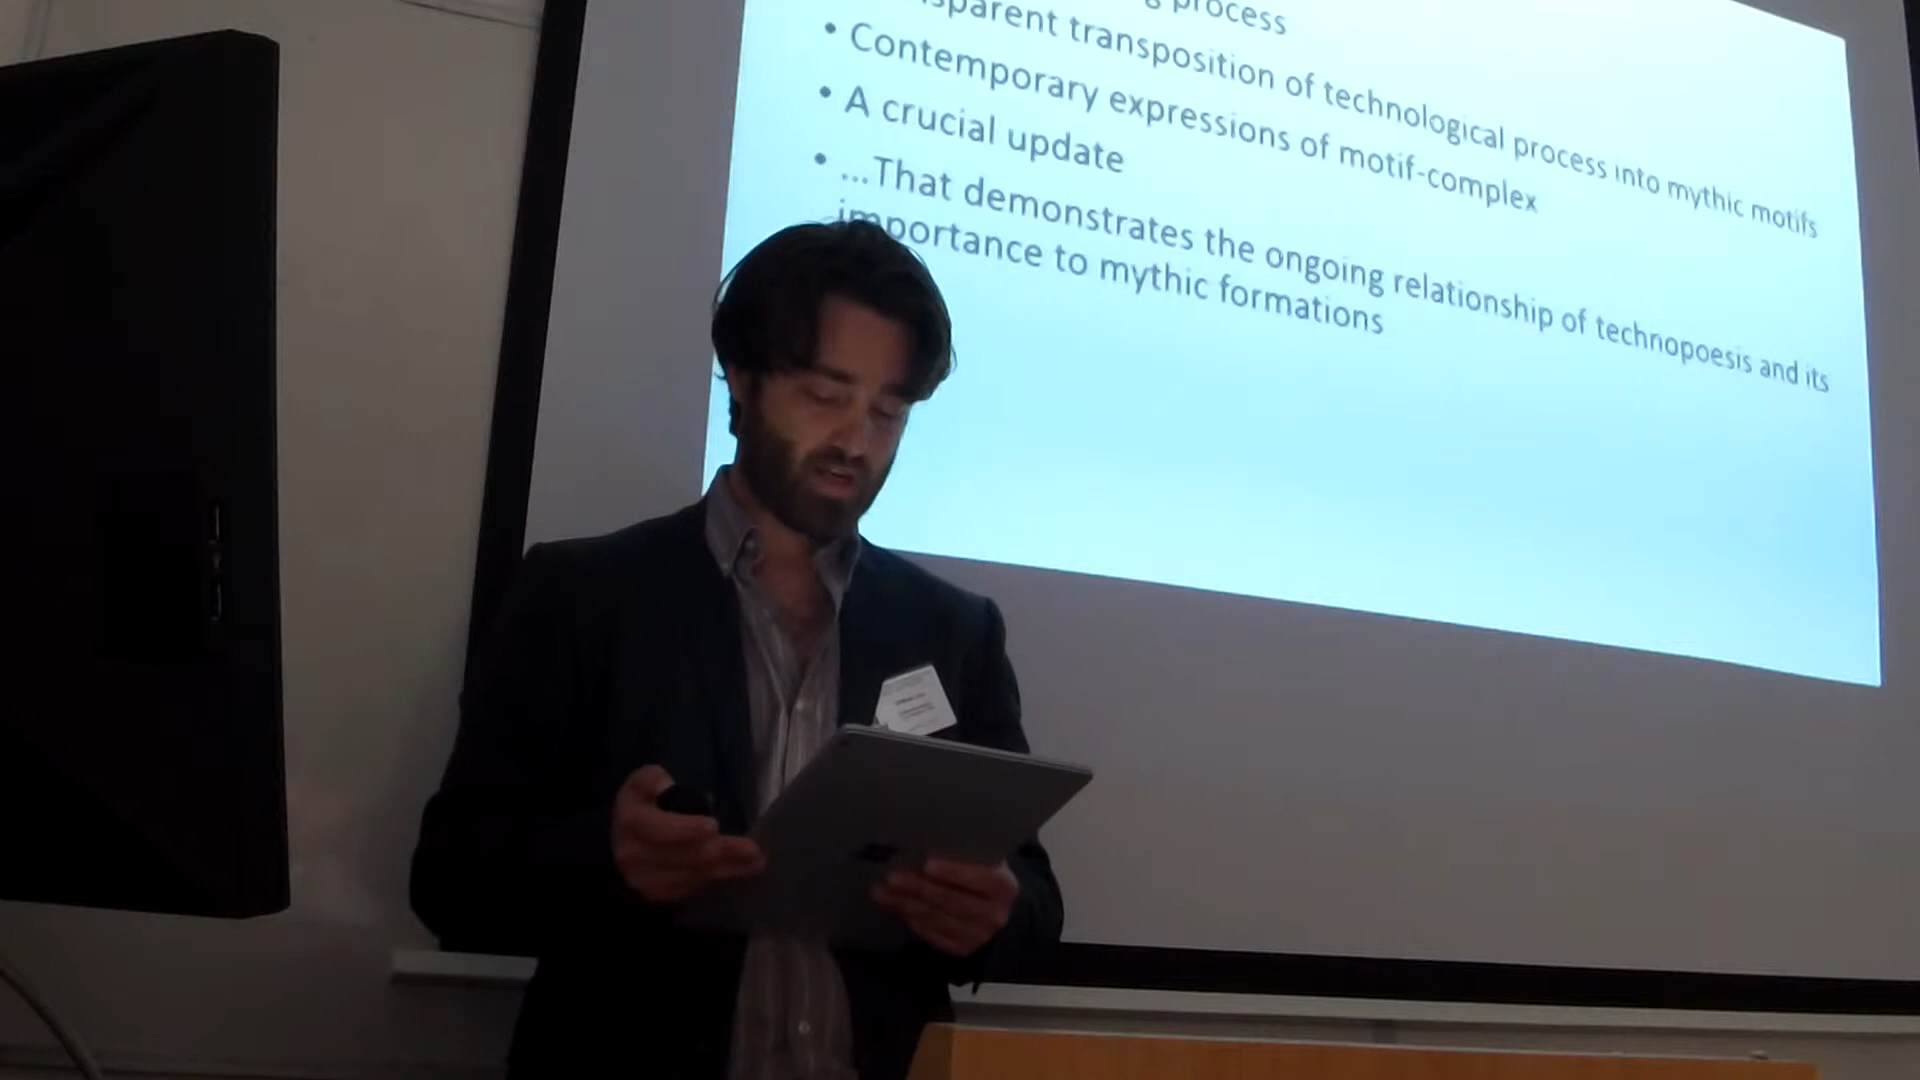 process
sparent transposition of technological process into mythic motifs
• Contemporary expressions of motif-complex
• A crucial update
• ...That demonstrates the ongoing relationship of technopoesis and its
importance to mythic formations